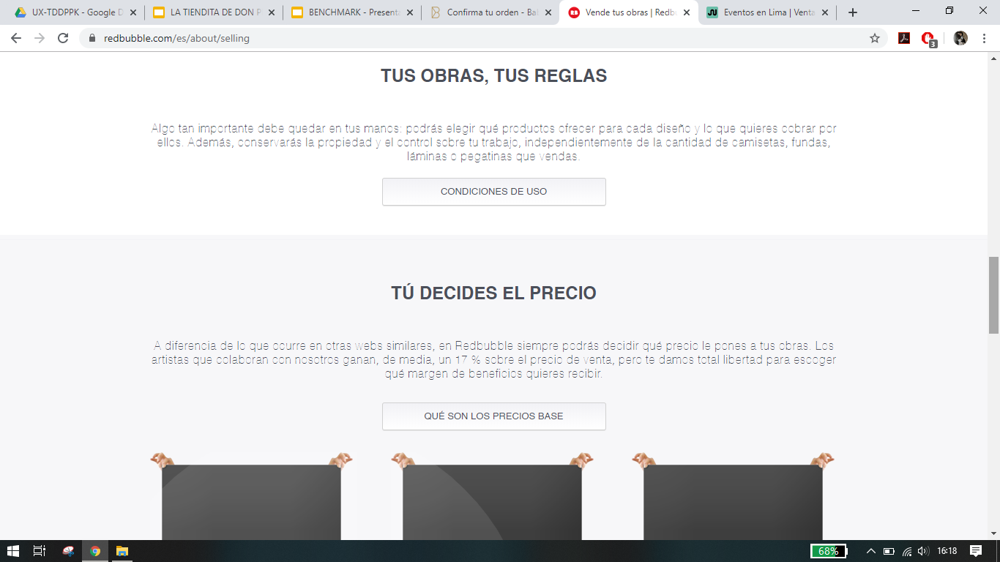 UX-TDDPPK - Google D
LA TIENDITA DE DON P
BENCHMARK - Presenta
Confirma tu orden - Ba
Vende tus obras | Redb
Eventos en Lima | Venta
redbubble.com/es/about/selling
3
TUS OBRAS, TUS REGLAS
Algo tan importante debe quedar en tus manos: podrás elegir qué productos ofrecer para cada diseño y lo que quieres cobrar por
ellos. Además, conservarás la propiedad y el control sobre tu trabajo, independientemente de la cantidad de camisetas, fundas,
láminas o pegatinas que vendas.
CONDICIONES DE USO
TÚ DECIDES EL PRECIO
A diferencia de lo que ocurre en otras webs similares, en Redbubble siempre podrás decidir qué precio le pones a tus obras. Los
artistas que colaboran con nosotros ganan, de media, un 17 % sobre el precio de venta, pero te damos total libertad para escoger
qué margen de beneficios quieres recibir.
QUÉ SON LOS PRECIOS BASE
68%
16:18